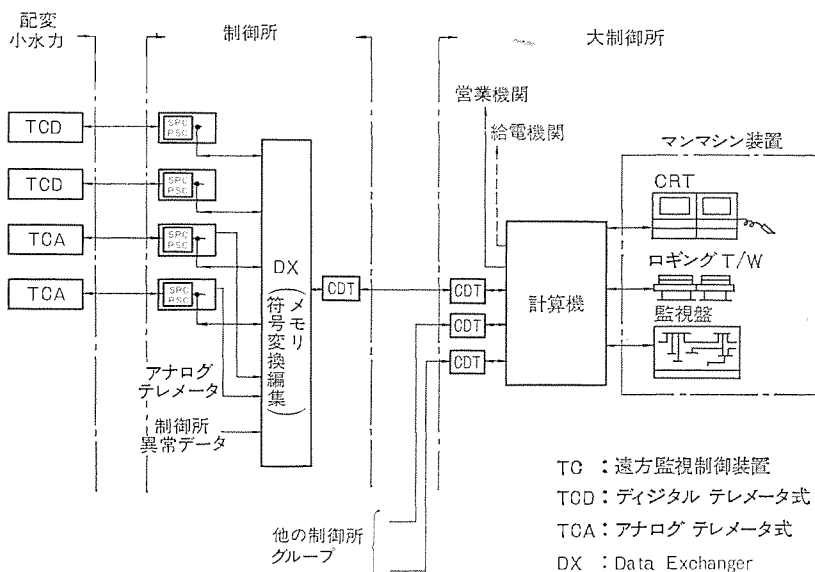 配変
小水力
制御所
大制御所
営業機関
給電機関
マンマシン装置
CRT
ロギング T/W
監視盤
TCD
SPC
PSC
TCD
SPC
PSC
TCA
SPC
PSC
TCA
SPC
PSC
DX
(メモリ
符号変換編集)
CDT
CDT
CDT
CDT
計算機
アナログ
テレメータ
制御所
異常データ
他の制御所
グループ
TC : 遠方監視制御装置
TCD : ディジタル テレメータ式
TCA : アナログ テレメータ式
DX : Data Exchanger